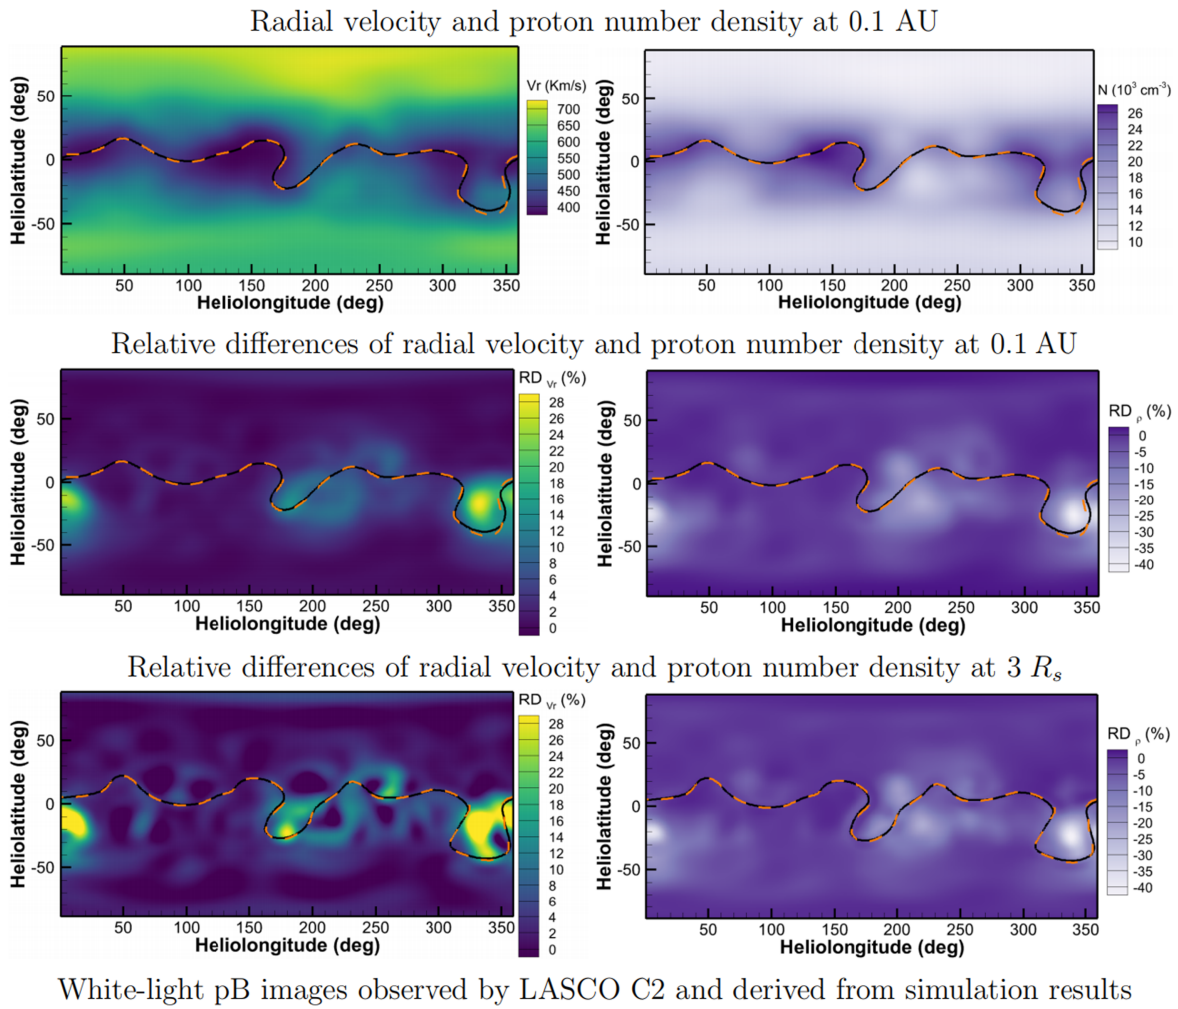 Radial velocity and proton number density at 0.1 AU
Heliolatitude (deg)
50
0
-50
50 100 150 200 250 300 350
Heliolongitude (deg)
Vr (Km/s)
700
650
600
550
500
450
400
Heliolatitude (deg)
50
0
-50
50 100 150 200 250 300 350
Heliolongitude (deg)
N (10³ cm⁻³)
26
24
22
20
18
16
14
12
10
Relative differences of radial velocity and proton number density at 0.1 AU
Heliolatitude (deg)
50
0
-50
50 100 150 200 250 300 350
Heliolongitude (deg)
RD Vr (%)
28
26
24
22
20
18
16
14
12
10
8
6
4
2
0
Heliolatitude (deg)
50
0
-50
50 100 150 200 250 300 350
Heliolongitude (deg)
RD ρ (%)
0
-5
-10
-15
-20
-25
-30
-35
-40
Relative differences of radial velocity and proton number density at 3 Rs
Heliolatitude (deg)
50
0
-50
50 100 150 200 250 300 350
Heliolongitude (deg)
RD Vr (%)
28
26
24
22
20
18
16
14
12
10
8
6
4
2
0
Heliolatitude (deg)
50
0
-50
50 100 150 200 250 300 350
Heliolongitude (deg)
RD ρ (%)
0
-5
-10
-15
-20
-25
-30
-35
-40
White-light pB images observed by LASCO C2 and derived from simulation results